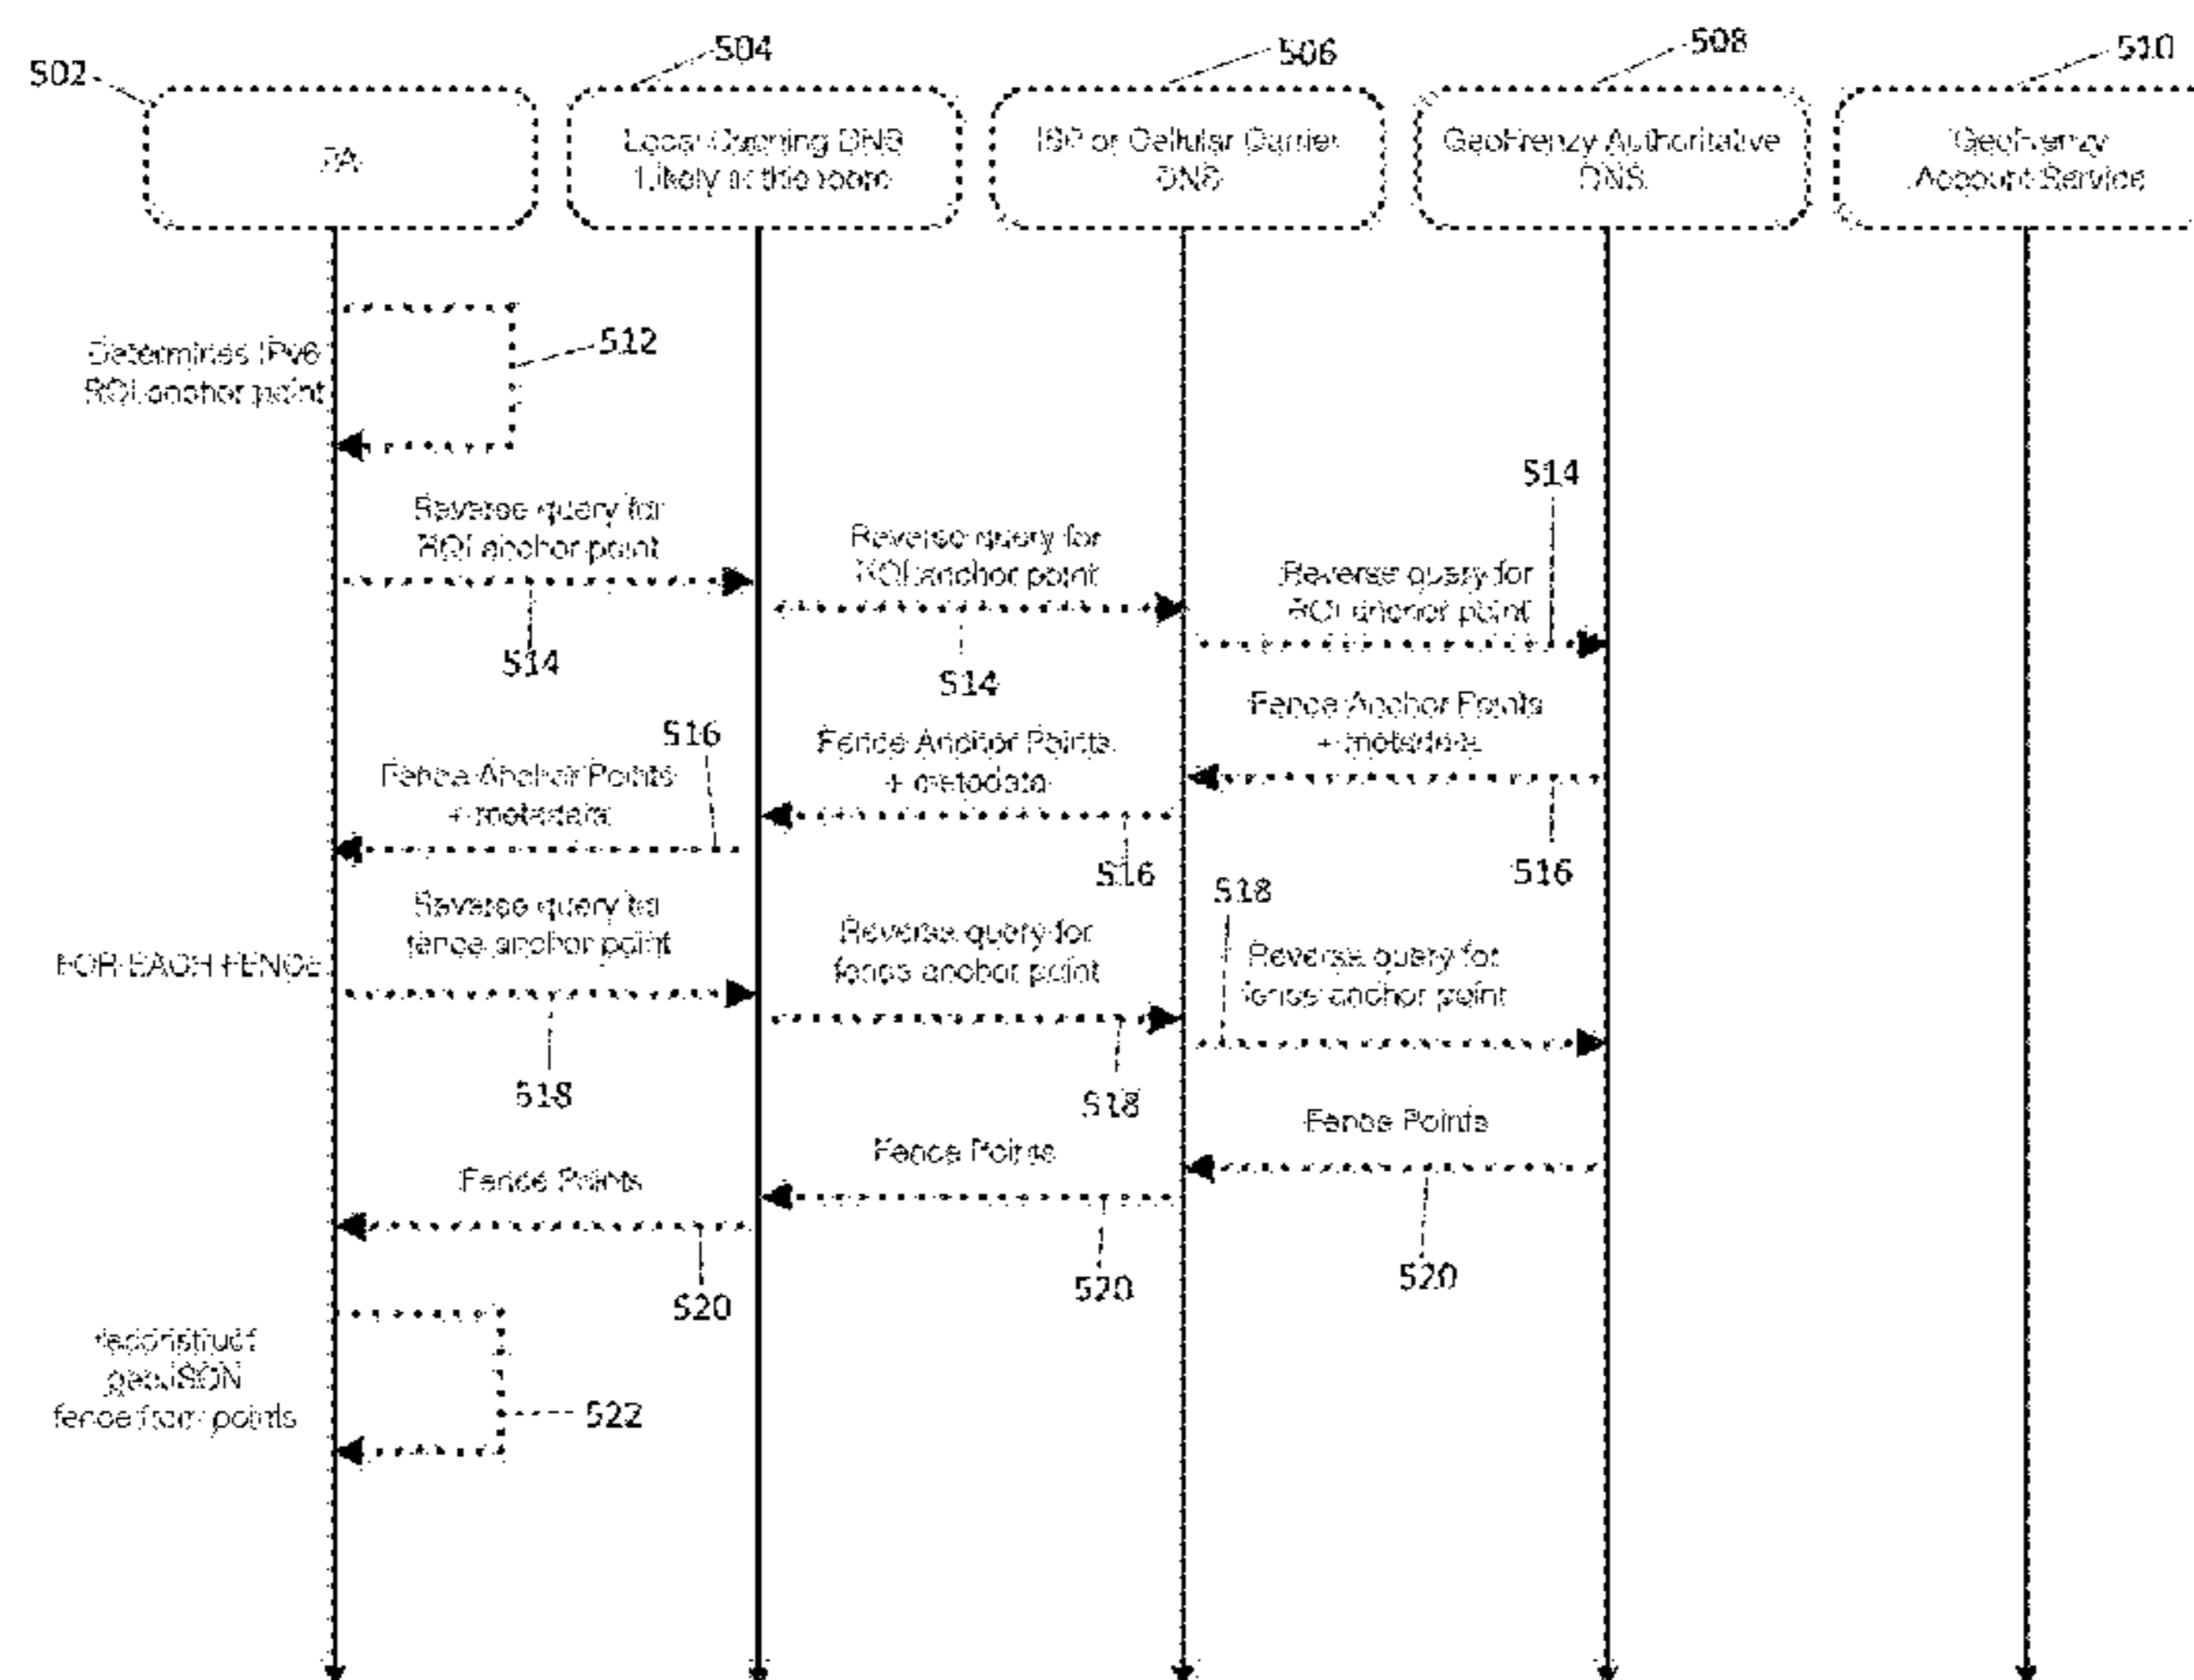 502
504
506
508
510
FA
Local Caching DNS
Likely at the
ISP or Cellular Carrier
DNS
GeoFrenzy Authoritative
DNS
GeoFrenzy
Account Service
Determines IPv6
ROI anchor point
512
Reverse query for
ROI anchor point
514
Reverse query for
ROI anchor point
514
514
Reverse query for
ROI anchor point
Fence Anchor Points
+ metadata
516
Fence Anchor Points
+ metadata
516
516
Fence Anchor Points
+ metadata
FOR EACH FENCE
Reverse query for
fence anchor point
518
Reverse query for
fence anchor point
518
518
Reverse query for
fence anchor point
Fence Points
520
Fence Points
520
Fence Points
520
reconstruct
geoJSON
fence from points
522